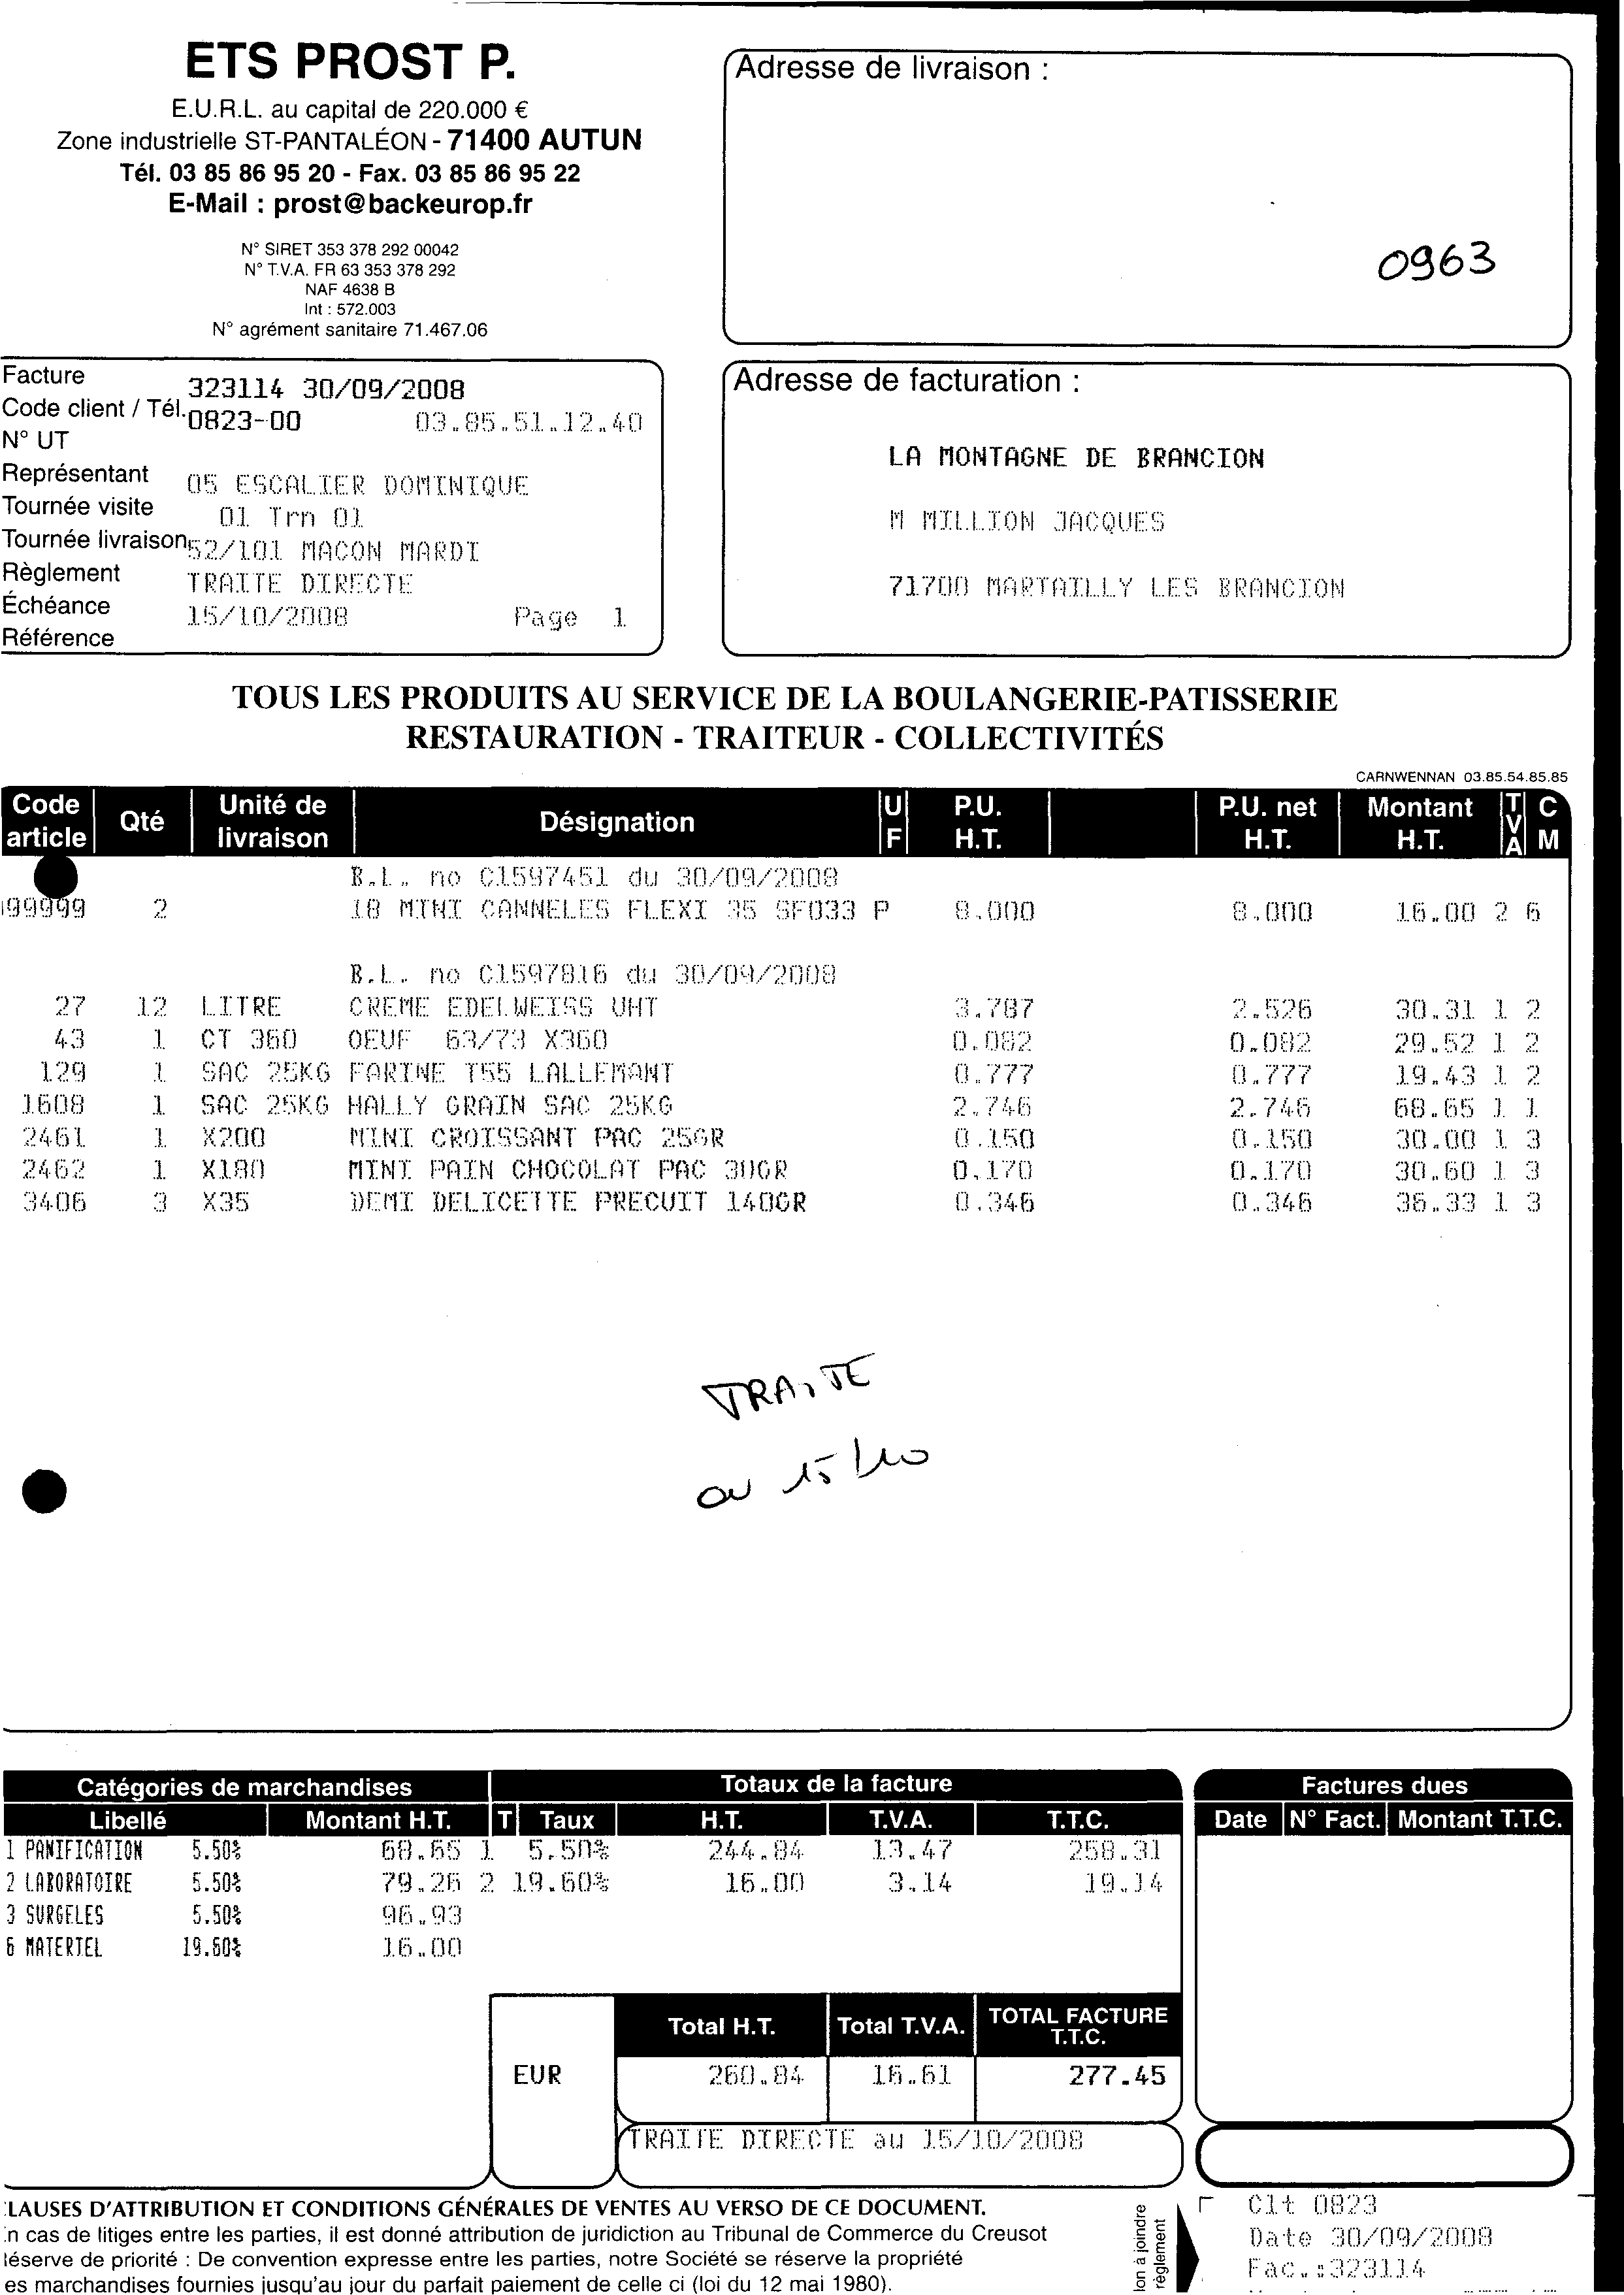 ETS PROST P.
E.U.R.L. au capital de 220.000 €
Zone industrielle ST-PANTALÉON - 71400 AUTUN
Tél. 03 85 86 95 20 - Fax. 03 85 86 95 22
E-Mail : prost@backeurop.fr
N° SIRET 353 378 292 00042
N° T.V.A. FR 63 353 378 292
NAF 4638 B
Int : 572.003
N° agrément sanitaire 71.467.06
Adresse de livraison :
0963
Facture 323114 30/09/2008
Code client / Tél. 0823-00 03.85.51.12.40
N° UT
Représentant 05 ESCALIER DOMINIQUE
Tournée visite 01 Trn 01
Tournée livraison 52/101 MACON MARDI
Règlement TRAITE DIRECTE
Échéance 15/10/2008 Page 1
Référence
Adresse de facturation :
LA MONTAGNE DE BRANCION
M MILLION JACQUES
71700 MARTAILLY LES BRANCION
TOUS LES PRODUITS AU SERVICE DE LA BOULANGERIE-PATISSERIE
RESTAURATION - TRAITEUR - COLLECTIVITÉS
CARNWENNAN 03.85.54.85.85
Code article Qté Unité de livraison Désignation UF P.U. H.T. P.U. net H.T. Montant H.T. TVA CM
B.L. no C1597451 du 30/09/2008
99999 2 18 MINI CANNELES FLEXI 35 SF033 P 8.000 8.000 16.00 2 6
B.L. no C1597816 du 30/09/2008
27 12 LITRE CREME EDELWEISS UHT 3.787 2.526 30.31 1 2
43 1 CT 360 OEUF 63/73 X360 0.082 0.082 29.52 1 2
129 1 SAC 25KG FARINE T55 LALLEMANT 0.777 0.777 19.43 1 2
1608 1 SAC 25KG HALLY GRAIN SAC 25KG 2.746 2.746 68.65 1 1
2461 1 X200 MINI CROISSANT PAC 25GR 0.150 0.150 30.00 1 3
2462 1 X180 MINI PAIN CHOCOLAT PAC 30GR 0.170 0.170 30.60 1 3
3406 3 X35 DEMI DELICETTE PRECUIT 140GR 0.346 0.346 36.33 1 3
TRAITE
au 15/10
Catégories de marchandises Totaux de la facture
Libellé Montant H.T. T Taux H.T. T.V.A. T.T.C.
1 PANIFICATION 5.50% 68.65 1 5.50% 244.84 13.47 258.31
2 LABORATOIRE 5.50% 79.26 2 19.60% 16.00 3.14 19.14
3 SURGELES 5.50% 96.93
6 MATERIEL 19.60% 16.00
Factures dues
Date N° Fact. Montant T.T.C.
Total H.T. Total T.V.A. TOTAL FACTURE T.T.C.
EUR 260.84 16.61 277.45
TRAITE DIRECTE au 15/10/2008
LAUSES D'ATTRIBUTION ET CONDITIONS GÉNÉRALES DE VENTES AU VERSO DE CE DOCUMENT.
n cas de litiges entre les parties, il est donné attribution de juridiction au Tribunal de Commerce du Creusot
éserve de priorité : De convention expresse entre les parties, notre Société se réserve la propriété
es marchandises fournies jusqu'au jour du parfait paiement de celle ci (loi du 12 mai 1980).
on à joindre
règlement
Clt 0823
Date 30/09/2008
Fac.:323114